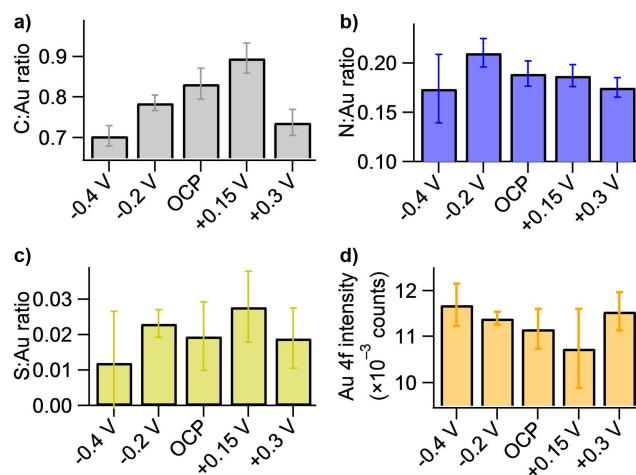 a)
C:Au ratio
0.9
0.8
0.7
-0.4 V
-0.2 V
OCP
+0.15 V
+0.3 V
b)
N:Au ratio
0.20
0.15
0.10
-0.4 V
-0.2 V
OCP
+0.15 V
+0.3 V
c)
S:Au ratio
0.03
0.02
0.01
0.00
-0.4 V
-0.2 V
OCP
+0.15 V
+0.3 V
d)
Au 4f intensity
(×10⁻³ counts)
12
11
10
-0.4 V
-0.2 V
OCP
+0.15 V
+0.3 V